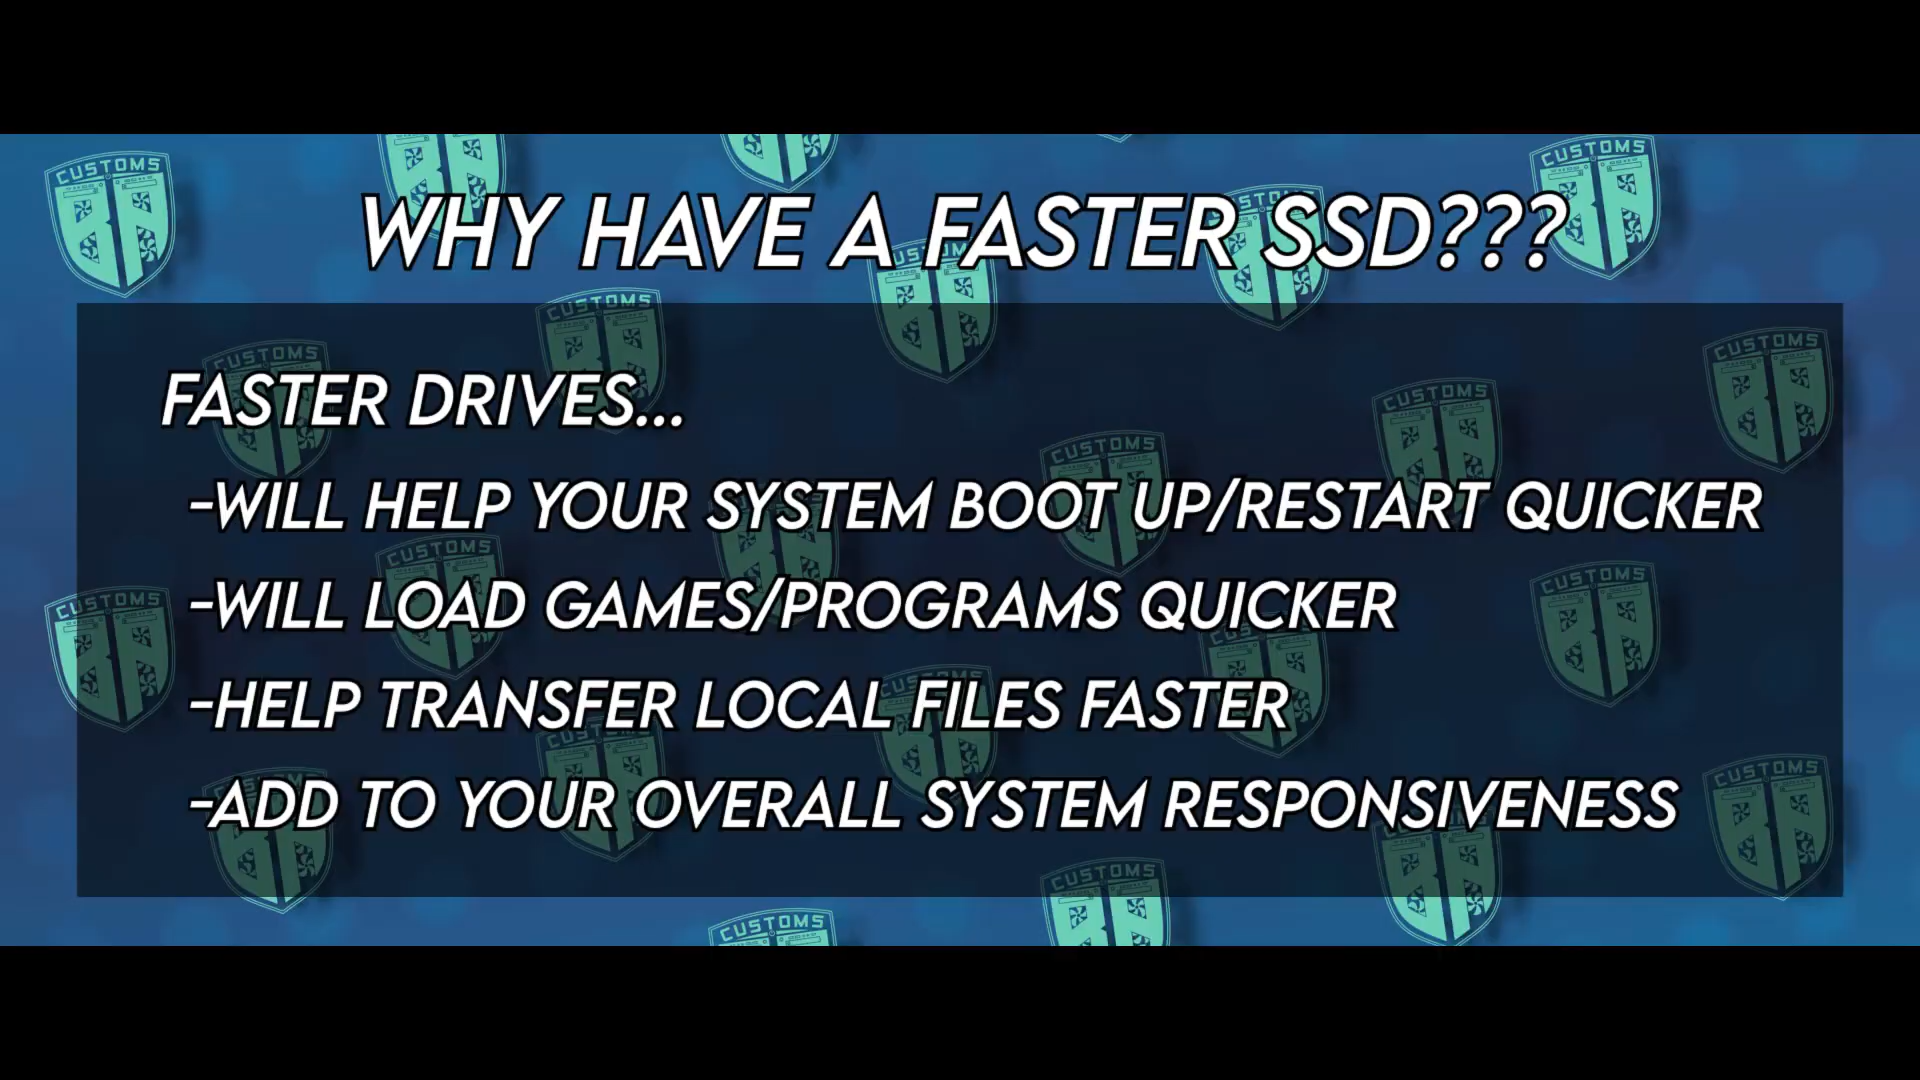 WHY HAVE A FASTER SSD???
FASTER DRIVES...
-WILL HELP YOUR SYSTEM BOOT UP/RESTART QUICKER
-WILL LOAD GAMES/PROGRAMS QUICKER
-HELP TRANSFER LOCAL FILES FASTER
-ADD TO YOUR OVERALL SYSTEM RESPONSIVENESS
CUSTOMS